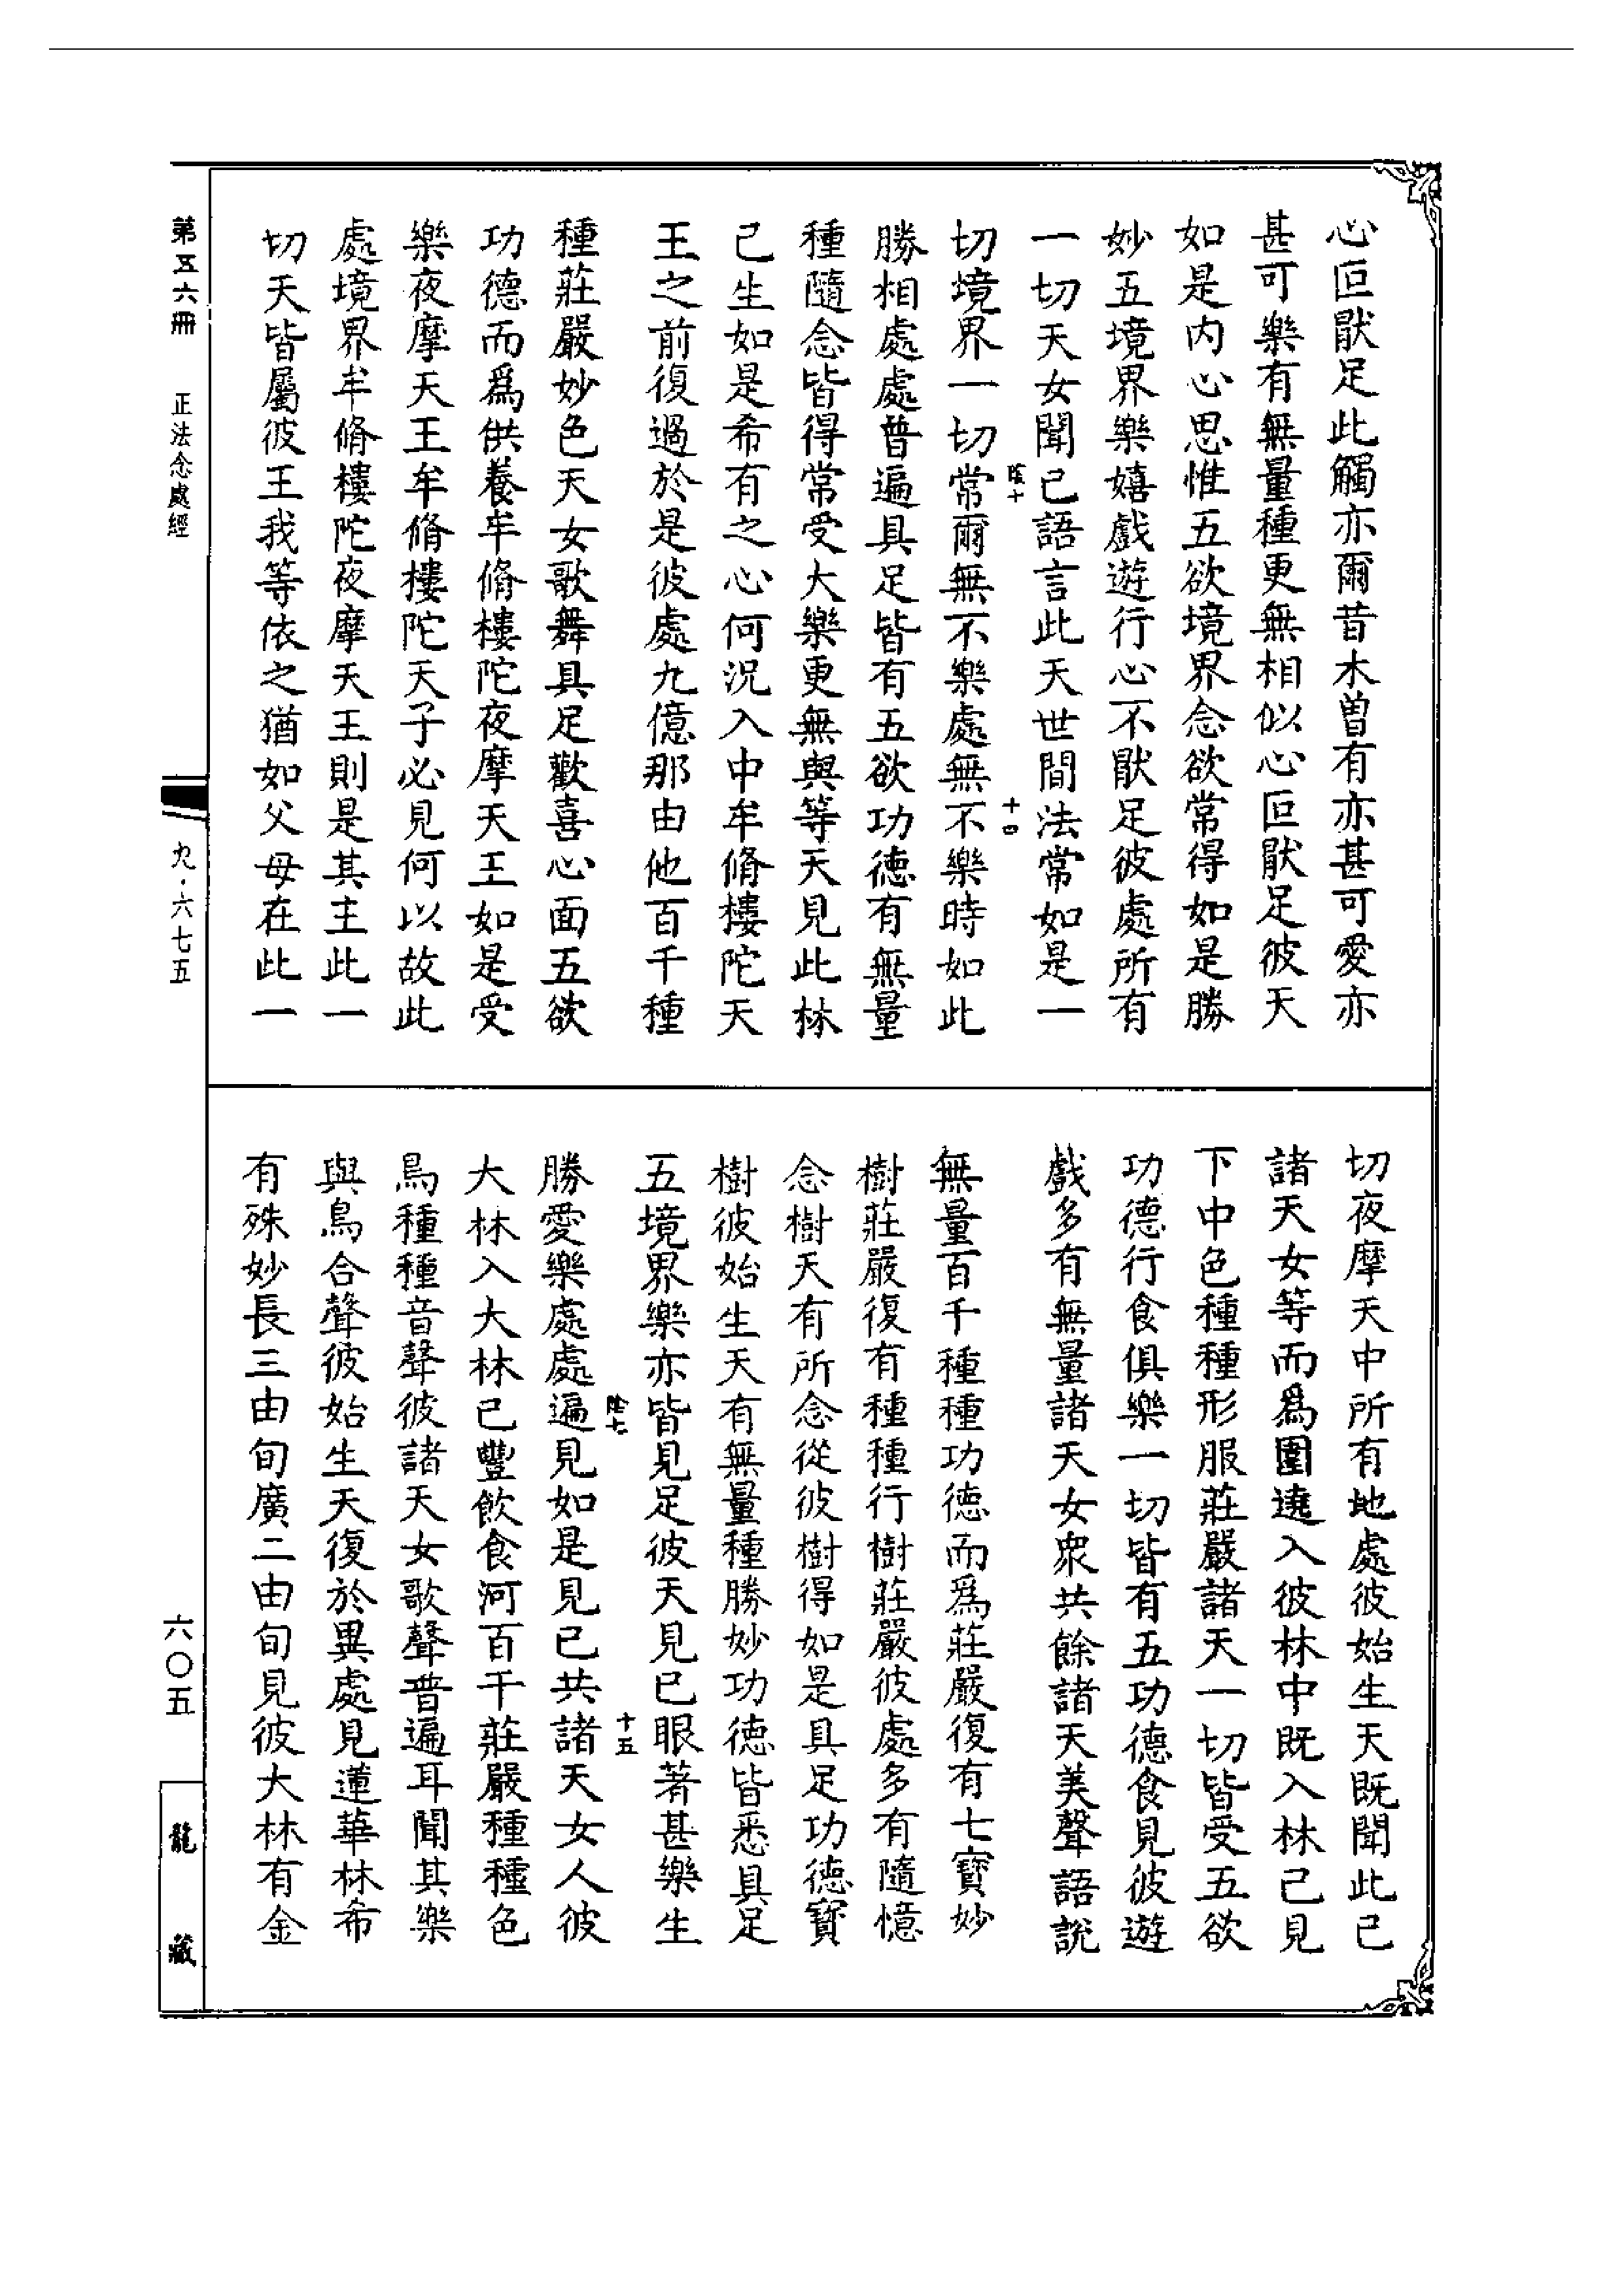 心叵猒足此觸亦爾昔木曽有亦甚可愛亦
甚可樂有無量種更無相似心叵猒足彼天
如是内心思惟五欲境界念欲常得如是勝
妙五境界樂嬉戲遊行心不猒足彼處所有
一切天女聞已語言此天世間法常如是一
陰十
十四
切境界一切常爾無不樂處無不樂時如此
勝相處處普遍具足皆有五欲功德有無量
種隨念皆得常受大樂更無與等天見此林
已生如是希有之心何況入中牟脩樓陀天
王之前復過於是彼處九億那由他百千種
種莊嚴妙色天女歌舞具足歡喜心面五欲
功德而爲供養牟脩樓陀夜摩天王如是受
樂夜摩天王牟脩樓陀天子必見何以故此
處境界牟脩樓陀夜摩天王則是其主此一
切天皆屬彼王我等依之猶如父母在此一
切夜摩天中所有地處彼始生天既聞此已
諸天女等而爲圍遶入彼林中既入林已見
下中色種種形服莊嚴諸天一切皆受五欲
功德行食俱樂一切皆有五功德食見彼遊
戲多有無量諸天女衆共餘諸天美聲語說
無量百千種種功德而爲莊嚴復有七寶妙
樹莊嚴復有種種行樹莊嚴彼處多有隨憶
念樹天有所念從彼樹得如是具足功德寶
樹彼始生天有無量種勝妙功德皆悉具足
五境界樂亦皆見足彼天見已眼著甚樂生
陰七
十五
勝愛樂處處遍見如是見已共諸天女人彼
大林入大林已豐飲食河百千莊嚴種種色
鳥種種音聲彼諸天女歌聲普遍耳聞其樂
與鳥合聲彼始生天復於異處見蓮華林希
有殊妙長三由旬廣二由旬見彼大林有金
第五六冊
正法念處經
九·六七五
六〇五
龍藏